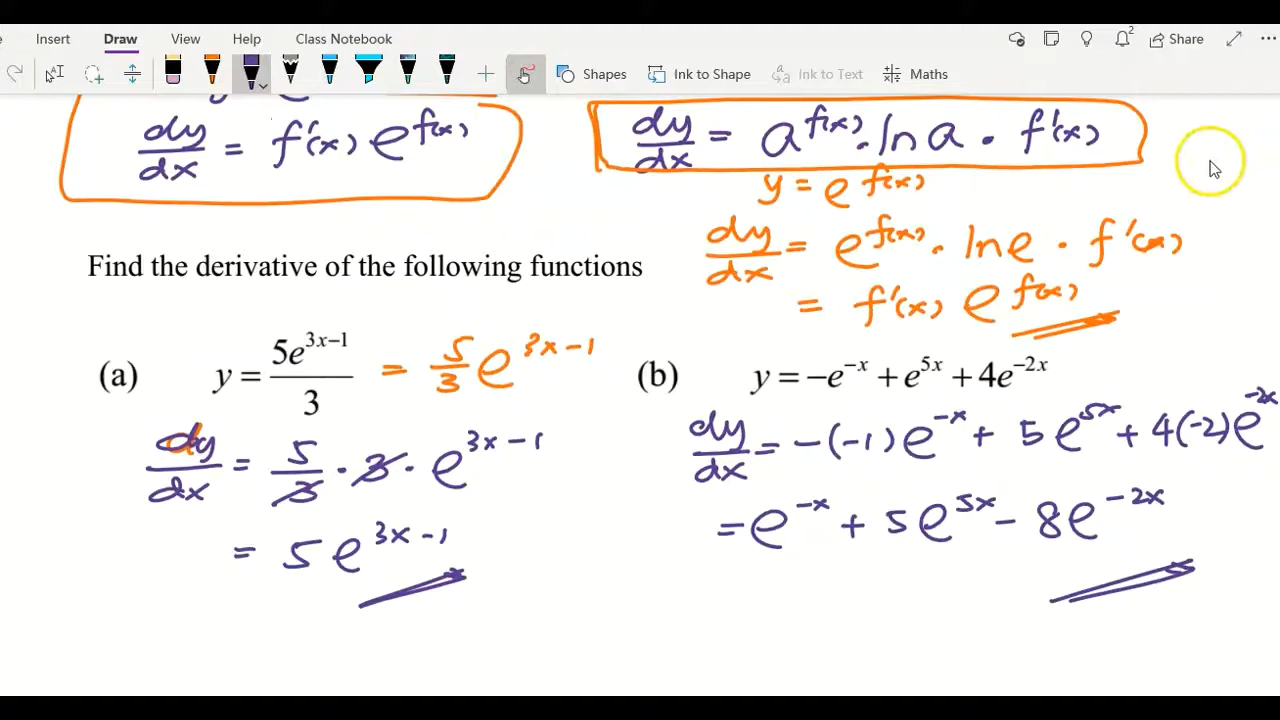 Insert Draw View Help Class Notebook 2 Share
Shapes Ink to Shape Ink to Text Maths
dy/dx = f'(x) e^{f(x)}
dy/dx = a^{f(x)} · ln a · f'(x)
y = e^{f(x)}
dy/dx = e^{f(x)} · ln e · f'(x)
= f'(x) e^{f(x)}
Find the derivative of the following functions
(a) y = 5e^{3x−1}/3 = 5/3 e^{3x−1}
dy/dx = 5/3 · 3 · e^{3x−1}
= 5e^{3x−1}
(b) y = −e^{−x} + e^{5x} + 4e^{−2x}
dy/dx = −(−1)e^{−x} + 5e^{5x} + 4(−2)e^{−2x}
= e^{−x} + 5e^{5x} − 8e^{−2x}